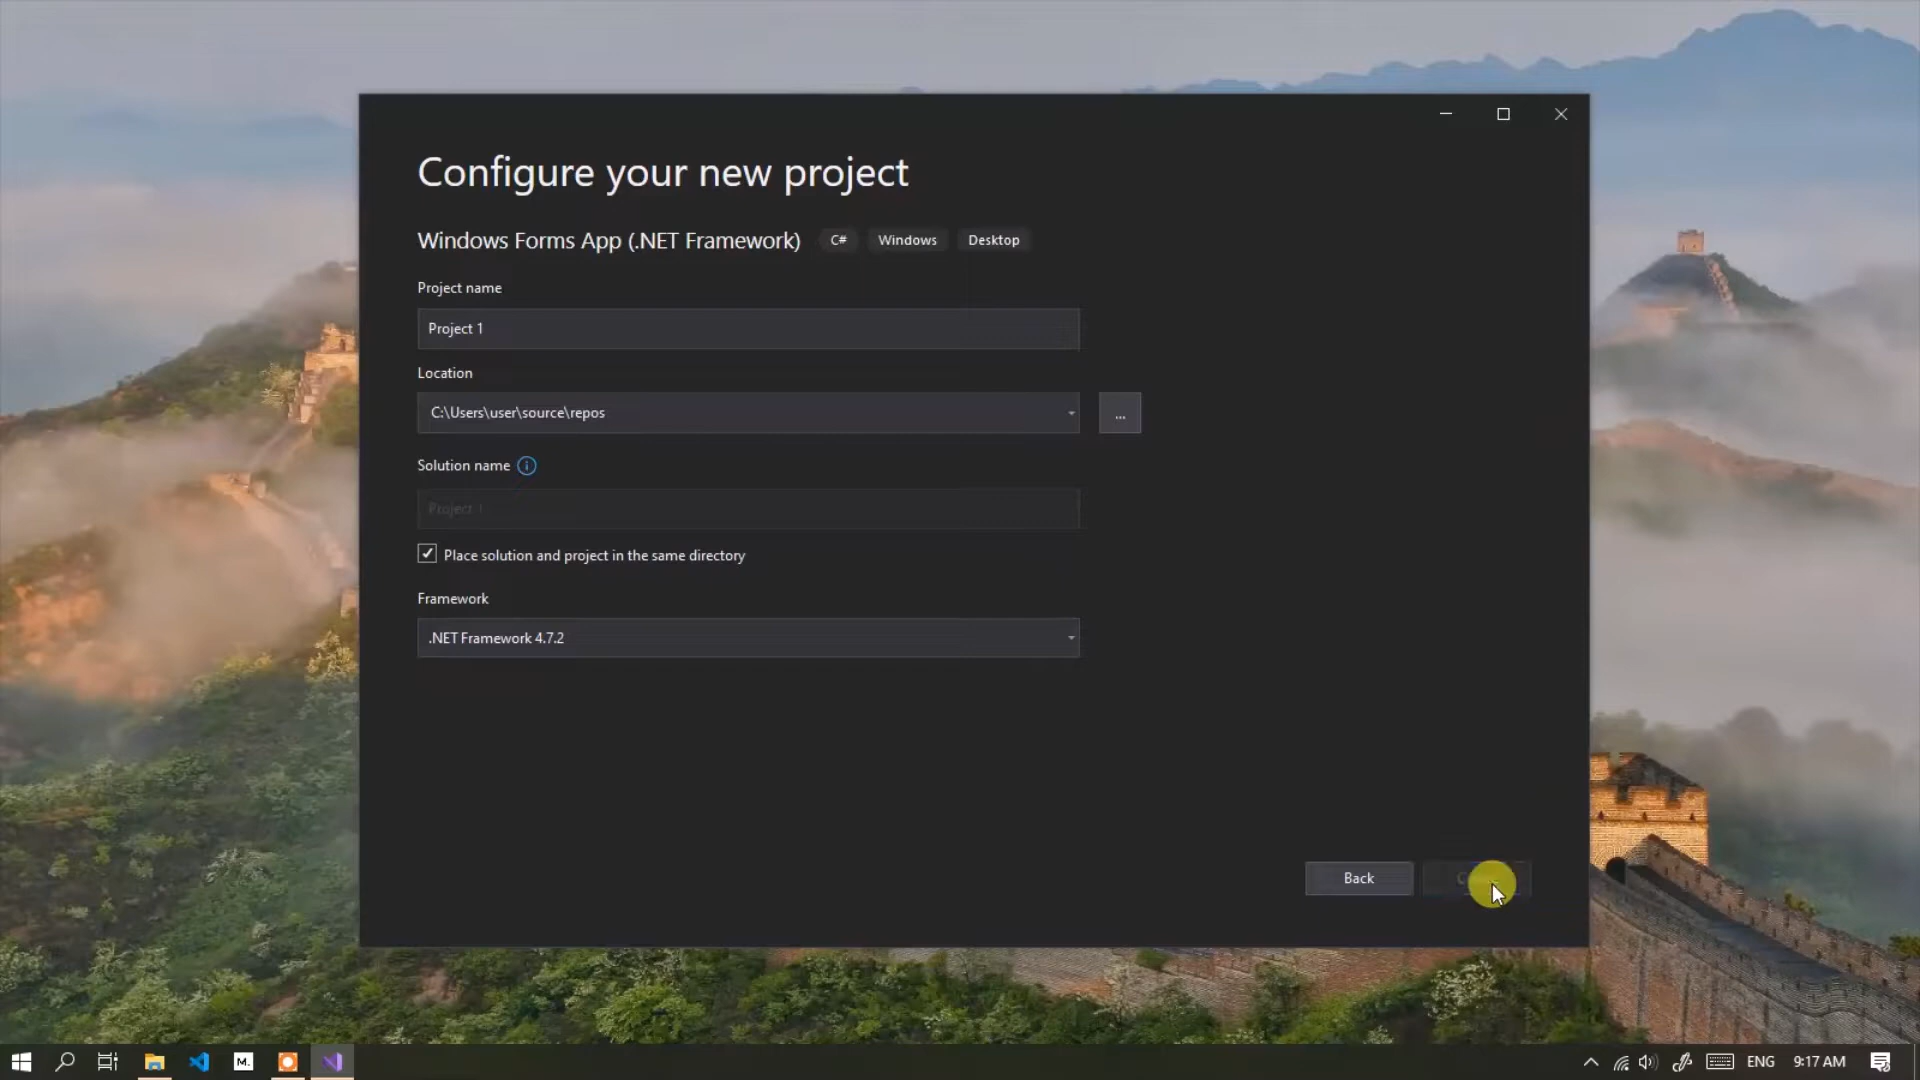 Configure your new project
Windows Forms App (.NET Framework) C# Windows Desktop
Project name
Project 1
Location
C:\Users\user\source\repos
...
Solution name
Project 1
Place solution and project in the same directory
Framework
.NET Framework 4.7.2
Back
M.
ENG 9:17 AM